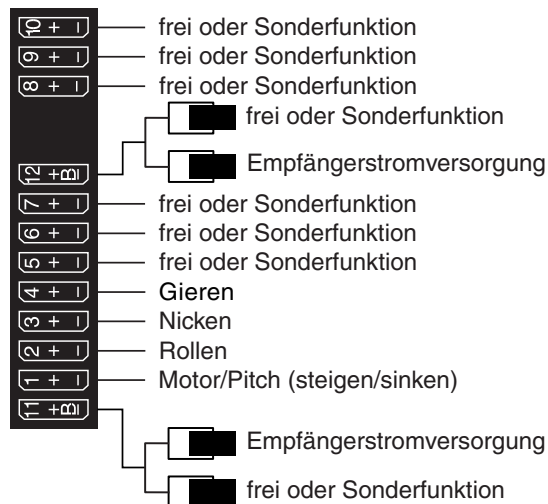 10 + – frei oder Sonderfunktion
9 + – frei oder Sonderfunktion
8 + – frei oder Sonderfunktion
frei oder Sonderfunktion
Empfängerstromversorgung
12 +B –
7 + – frei oder Sonderfunktion
6 + – frei oder Sonderfunktion
5 + – frei oder Sonderfunktion
4 + – Gieren
3 + – Nicken
2 + – Rollen
1 + – Motor/Pitch (steigen/sinken)
11 +B –
Empfängerstromversorgung
frei oder Sonderfunktion